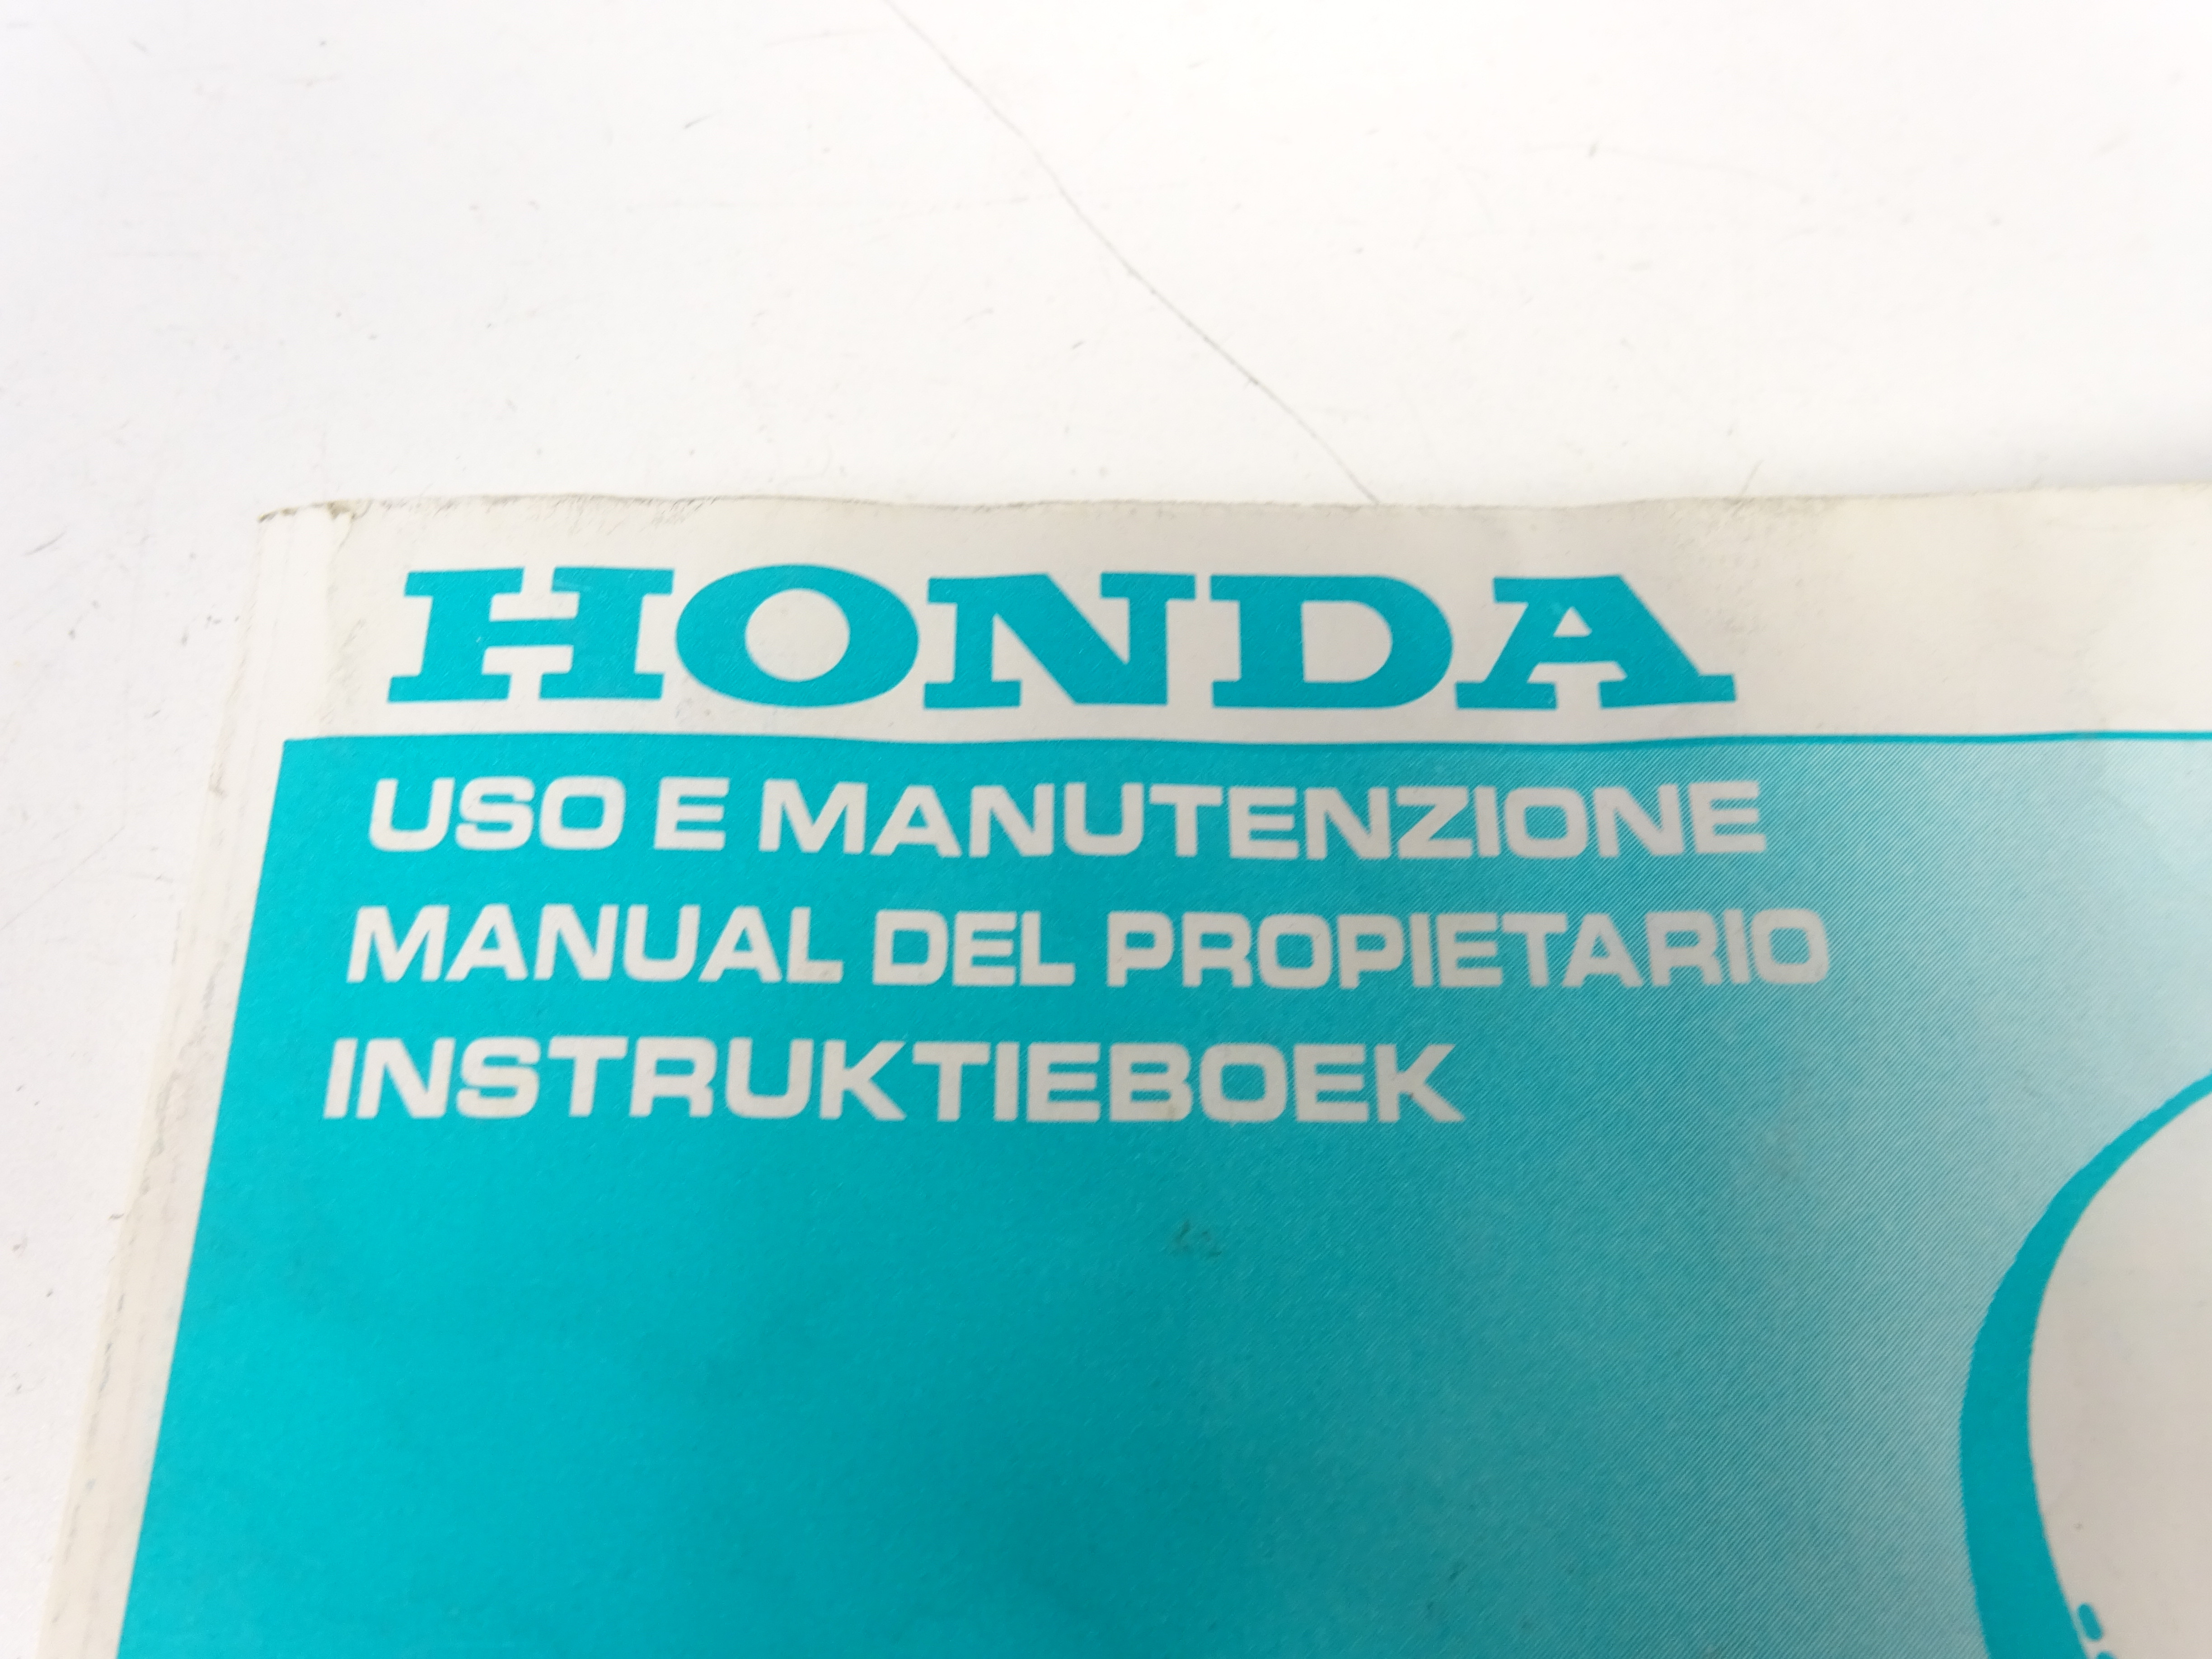 HONDA
USO E MANUTENZIONE
MANUAL DEL PROPIETARIO
INSTRUKTIEBOEK